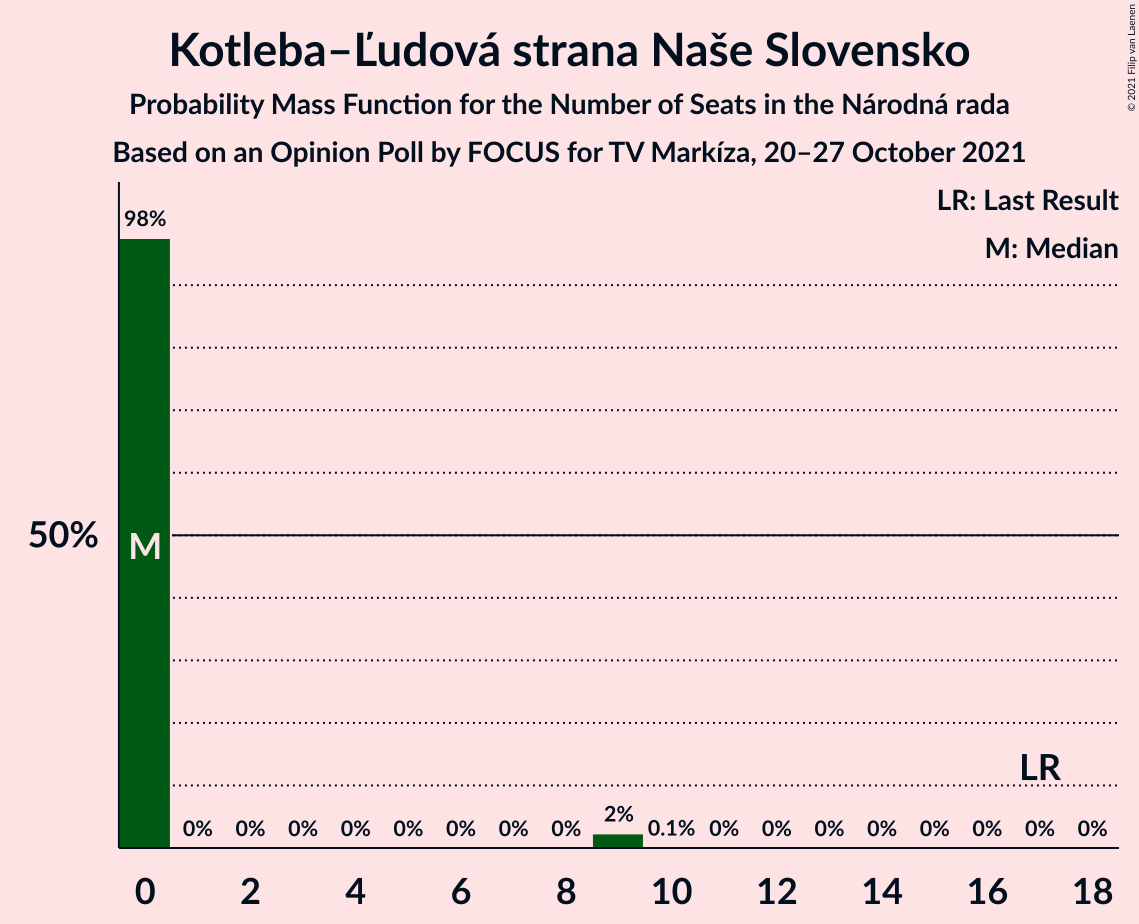 Kotleba–Ľudová strana Naše Slovensko
Probability Mass Function for the Number of Seats in the Národná rada
Based on an Opinion Poll by FOCUS for TV Markíza, 20–27 October 2021
© 2021 Filip van Laenen
LR: Last Result
M: Median
98%
50%
M
LR
0% 0% 0% 0% 0% 0% 0% 0% 2% 0.1% 0% 0% 0% 0% 0% 0% 0% 0%
0 2 4 6 8 10 12 14 16 18